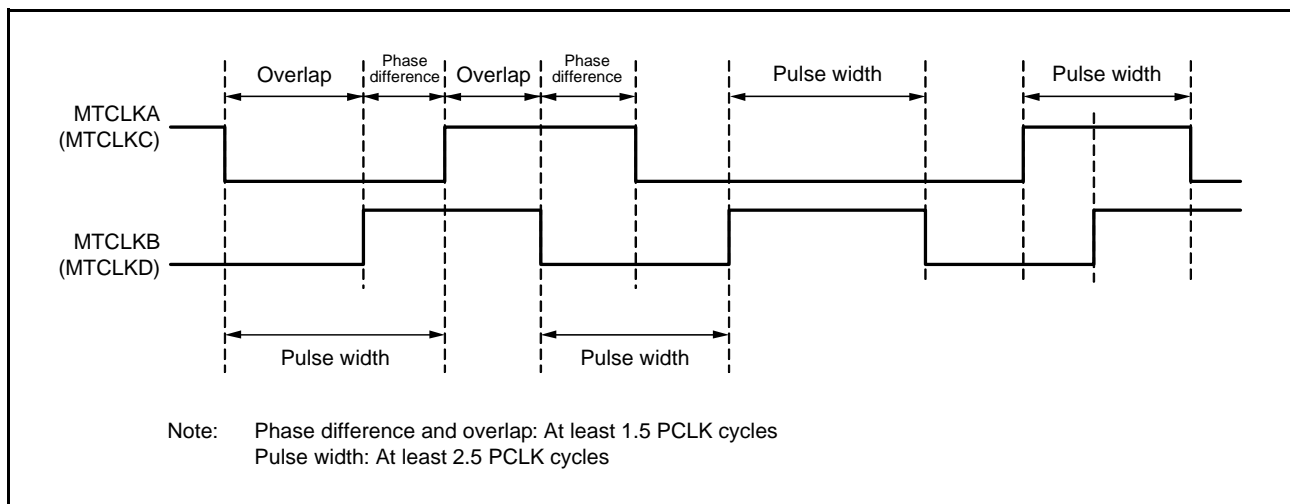 Overlap
Phase
difference
Overlap
Phase
difference
Pulse width
Pulse width
MTCLKA
(MTCLKC)
MTCLKB
(MTCLKD)
Pulse width
Pulse width
Note: Phase difference and overlap: At least 1.5 PCLK cycles
Pulse width: At least 2.5 PCLK cycles